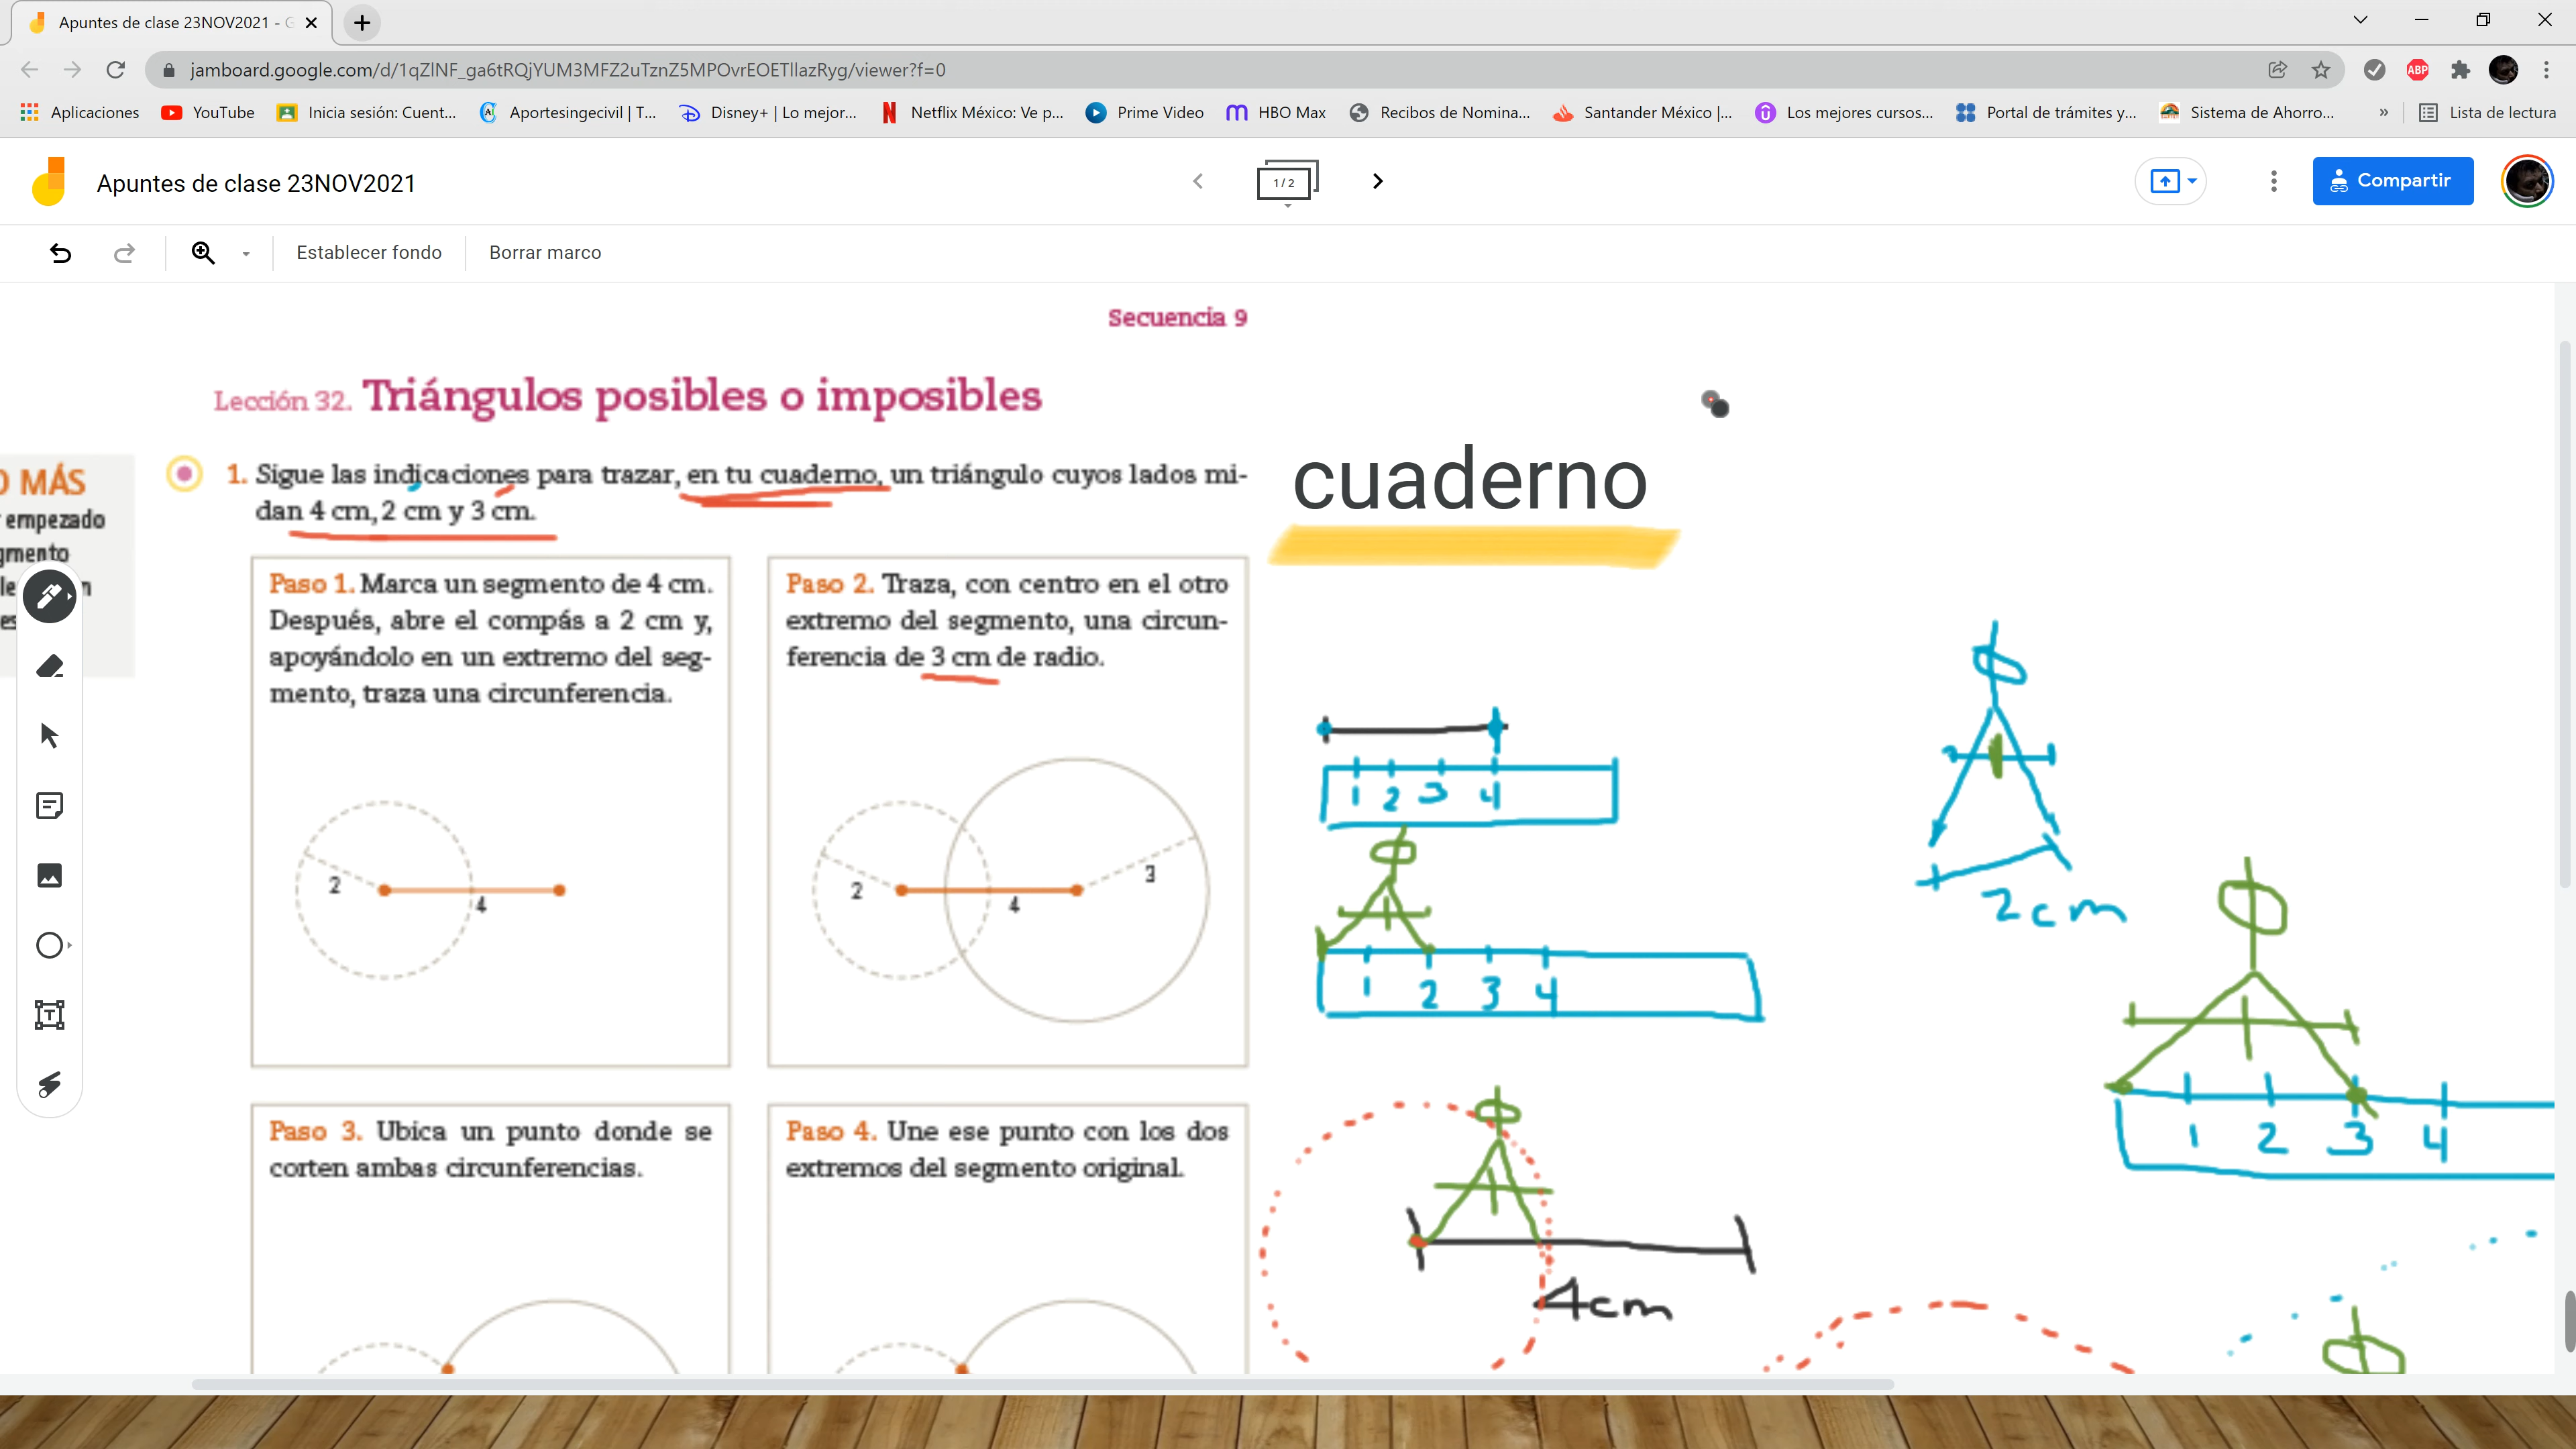 Apuntes de clase 23NOV2021 - G
jamboard.google.com/d/1qZlNF_ga6tRQjYUM3MFZ2uTznZ5MPOvrEOETllazRyg/viewer?f=0
ABP
Aplicaciones YouTube Inicia sesión: Cuent... Aportesingecivil | T... Disney+ | Lo mejor... Netflix México: Ve p... Prime Video HBO Max Recibos de Nomina... Santander México |... Los mejores cursos... Portal de trámites y... Sistema de Ahorro... » Lista de lectura
Apuntes de clase 23NOV2021
1 / 2
Compartir
Establecer fondo Borrar marco
Secuencia 9
Lección 32. Triángulos posibles o imposibles
O MÁS
empezado
gmento
1. Sigue las indicaciones para trazar, en tu cuaderno, un triángulo cuyos lados mi-
dan 4 cm, 2 cm y 3 cm.
cuaderno
Paso 1. Marca un segmento de 4 cm.
Después, abre el compás a 2 cm y,
apoyándolo en un extremo del seg-
mento, traza una circunferencia.
2
4
Paso 2. Traza, con centro en el otro
extremo del segmento, una circun-
ferencia de 3 cm de radio.
2
4
3
Paso 3. Ubica un punto donde se
corten ambas circunferencias.
Paso 4. Une ese punto con los dos
extremos del segmento original.
1 2 3 4
2cm
1 2 3 4
1 2 3 4
4cm